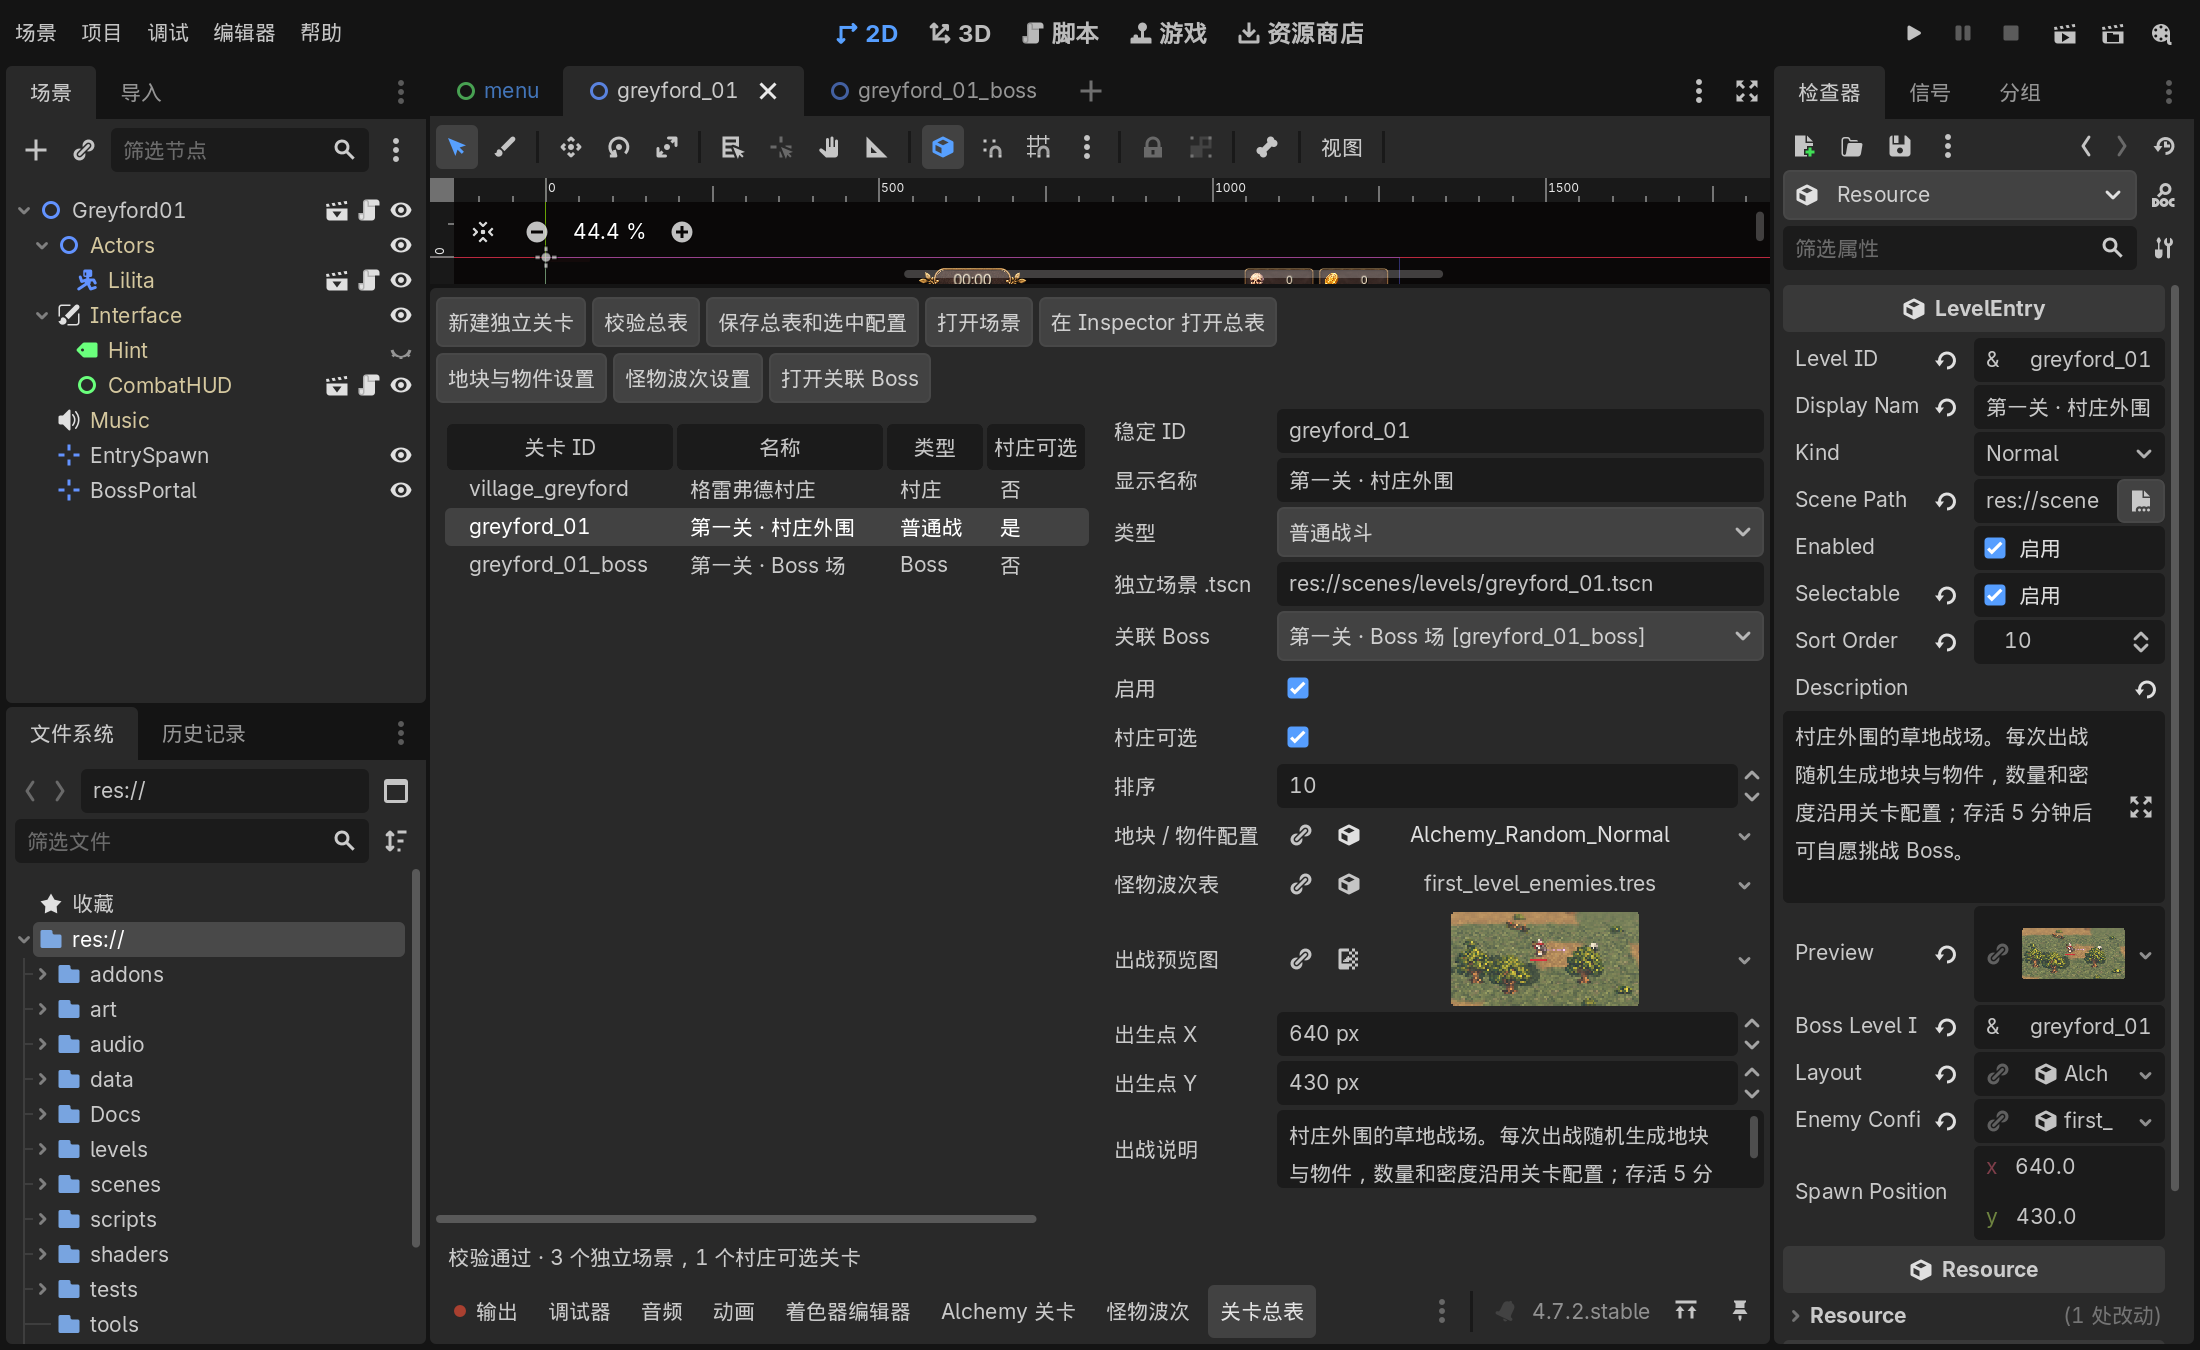 场景 项目 调试 编辑器 帮助
2D 3D 脚本 游戏 资源商店
场景 导入
筛选节点
Greyford01
Actors
Lilita
Interface
Hint
CombatHUD
Music
EntrySpawn
BossPortal
文件系统 历史记录
res://
筛选文件
收藏
res://
addons
art
audio
data
Docs
levels
scenes
scripts
shaders
tests
tools
menu greyford_01 greyford_01_boss
视图
0 500 1000 1500
0
44.4 %
00:00 0 0
新建独立关卡 校验总表 保存总表和选中配置 打开场景 在 Inspector 打开总表
地块与物件设置 怪物波次设置 打开关联 Boss
关卡 ID 名称 类型 村庄可选
village_greyford 格雷弗德村庄 村庄 否
greyford_01 第一关 · 村庄外围 普通战 是
greyford_01_boss 第一关 · Boss 场 Boss 否
稳定 ID greyford_01
显示名称 第一关 · 村庄外围
类型 普通战斗
独立场景 .tscn res://scenes/levels/greyford_01.tscn
关联 Boss 第一关 · Boss 场 [greyford_01_boss]
启用
村庄可选
排序 10
地块 / 物件配置 Alchemy_Random_Normal
怪物波次表 first_level_enemies.tres
出战预览图
出生点 X 640 px
出生点 Y 430 px
出战说明 村庄外围的草地战场。每次出战随机生成地块
与物件，数量和密度沿用关卡配置；存活 5 分
校验通过 · 3 个独立场景，1 个村庄可选关卡
输出 调试器 音频 动画 着色器编辑器 Alchemy 关卡 怪物波次 关卡总表 4.7.2.stable
检查器 信号 分组
Resource
DOC
筛选属性
LevelEntry
Level ID & greyford_01
Display Nam 第一关 · 村庄外围
Kind Normal
Scene Path res://scene
Enabled 启用
Selectable 启用
Sort Order 10
Description
村庄外围的草地战场。每次出战
随机生成地块与物件，数量和密
度沿用关卡配置；存活 5 分钟后
可自愿挑战 Boss。
Preview
Boss Level I & greyford_01
Layout Alch
Enemy Confi first_
Spawn Position x 640.0
y 430.0
Resource
Resource (1 处改动)